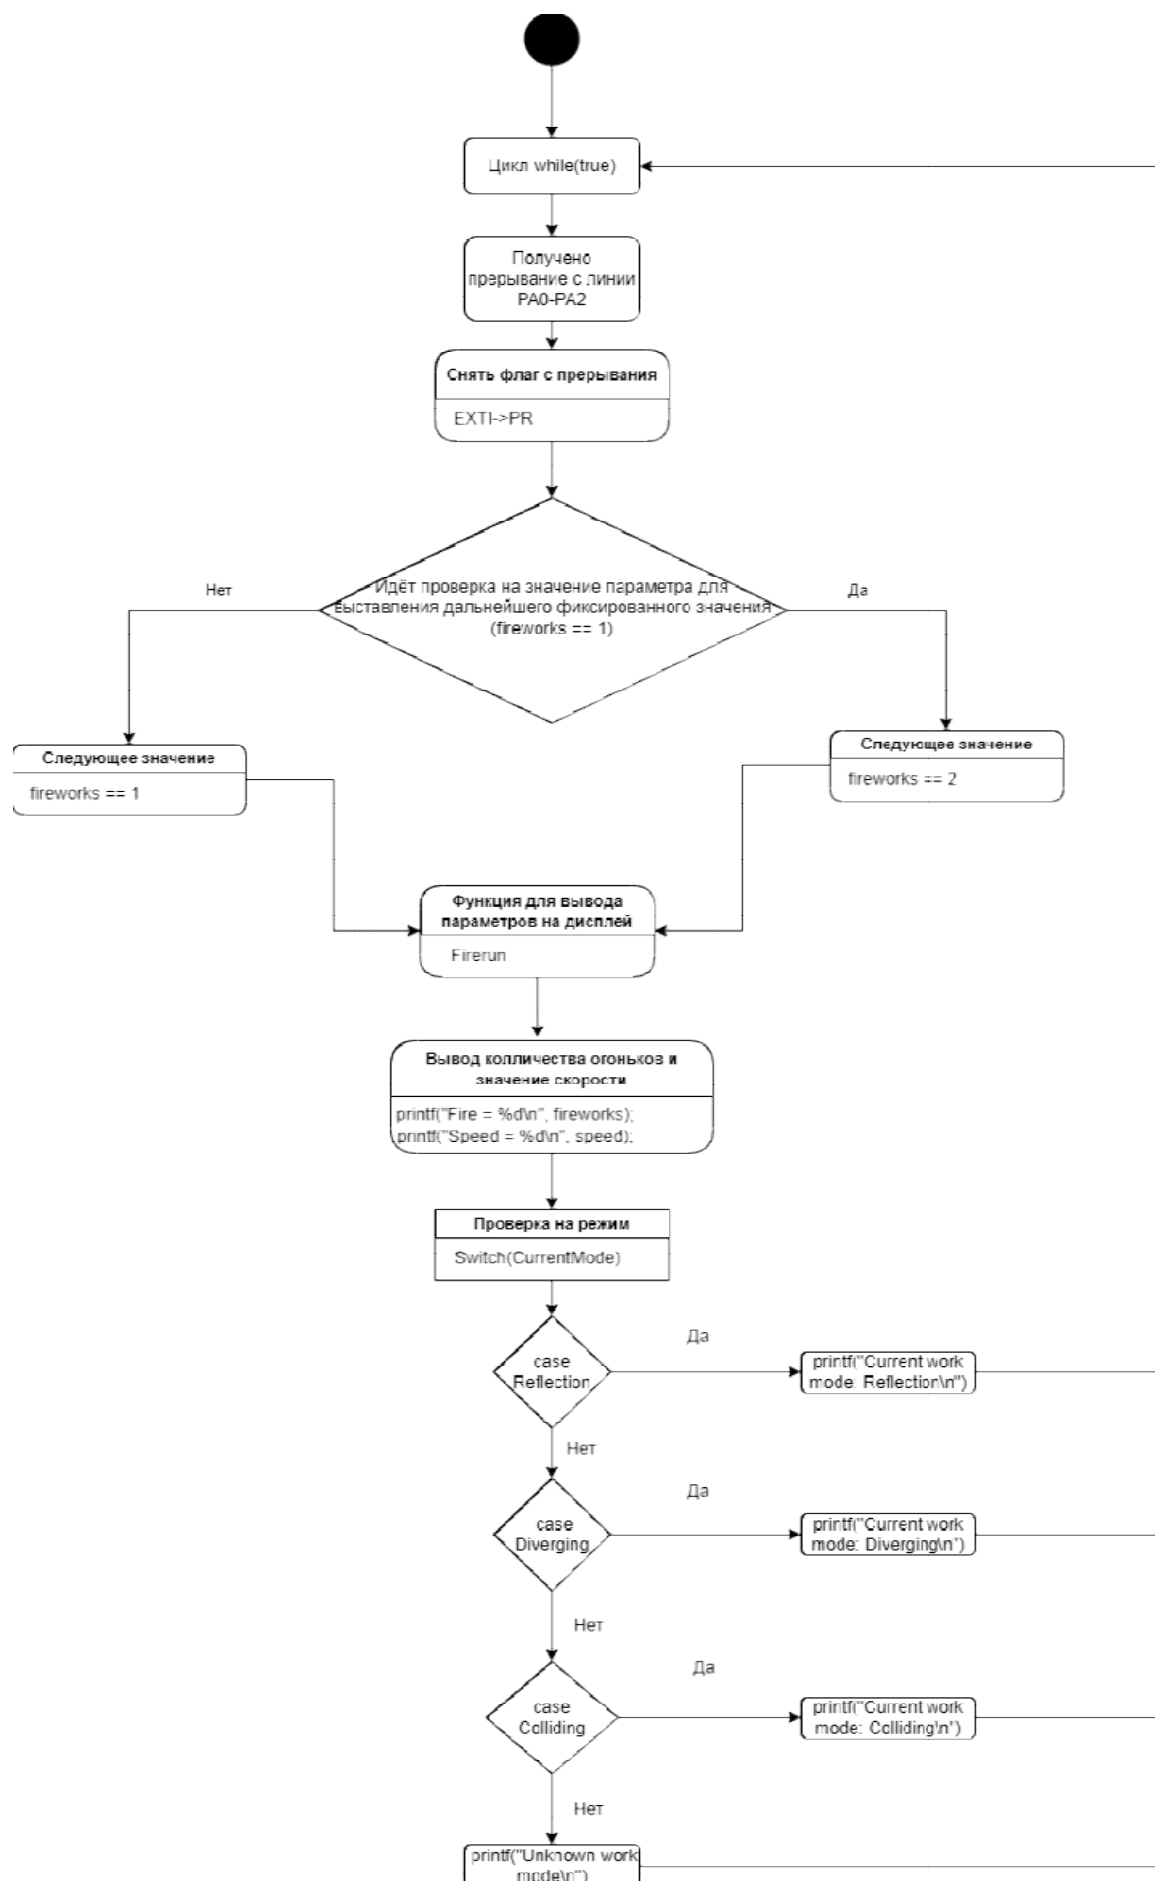 Цикл while(true)
Получено
прерывание с линии
PA0-PA2
Снять флаг с прерывания
EXTI->PR
Идёт проверка на значение параметра для
выставления дальнейшего фиксированного значения
(fireworks == 1)
Нет
Да
Следующее значение
fireworks == 1
Следующее значение
fireworks == 2
Функция для вывода
параметров на дисплей
Firerun
Вывод колличества огоньков и
значение скорости
printf("Fire = %d\n", fireworks);
printf("Speed = %d\n", speed);
Проверка на режим
Switch(CurrentMode)
case
Reflection
Да
printf("Current work
mode: Reflection\n")
Нет
case
Diverging
Да
printf("Current work
mode: Diverging\n")
Нет
case
Colliding
Да
printf("Current work
mode: Colliding\n")
Нет
printf("Unknown work
mode\n")